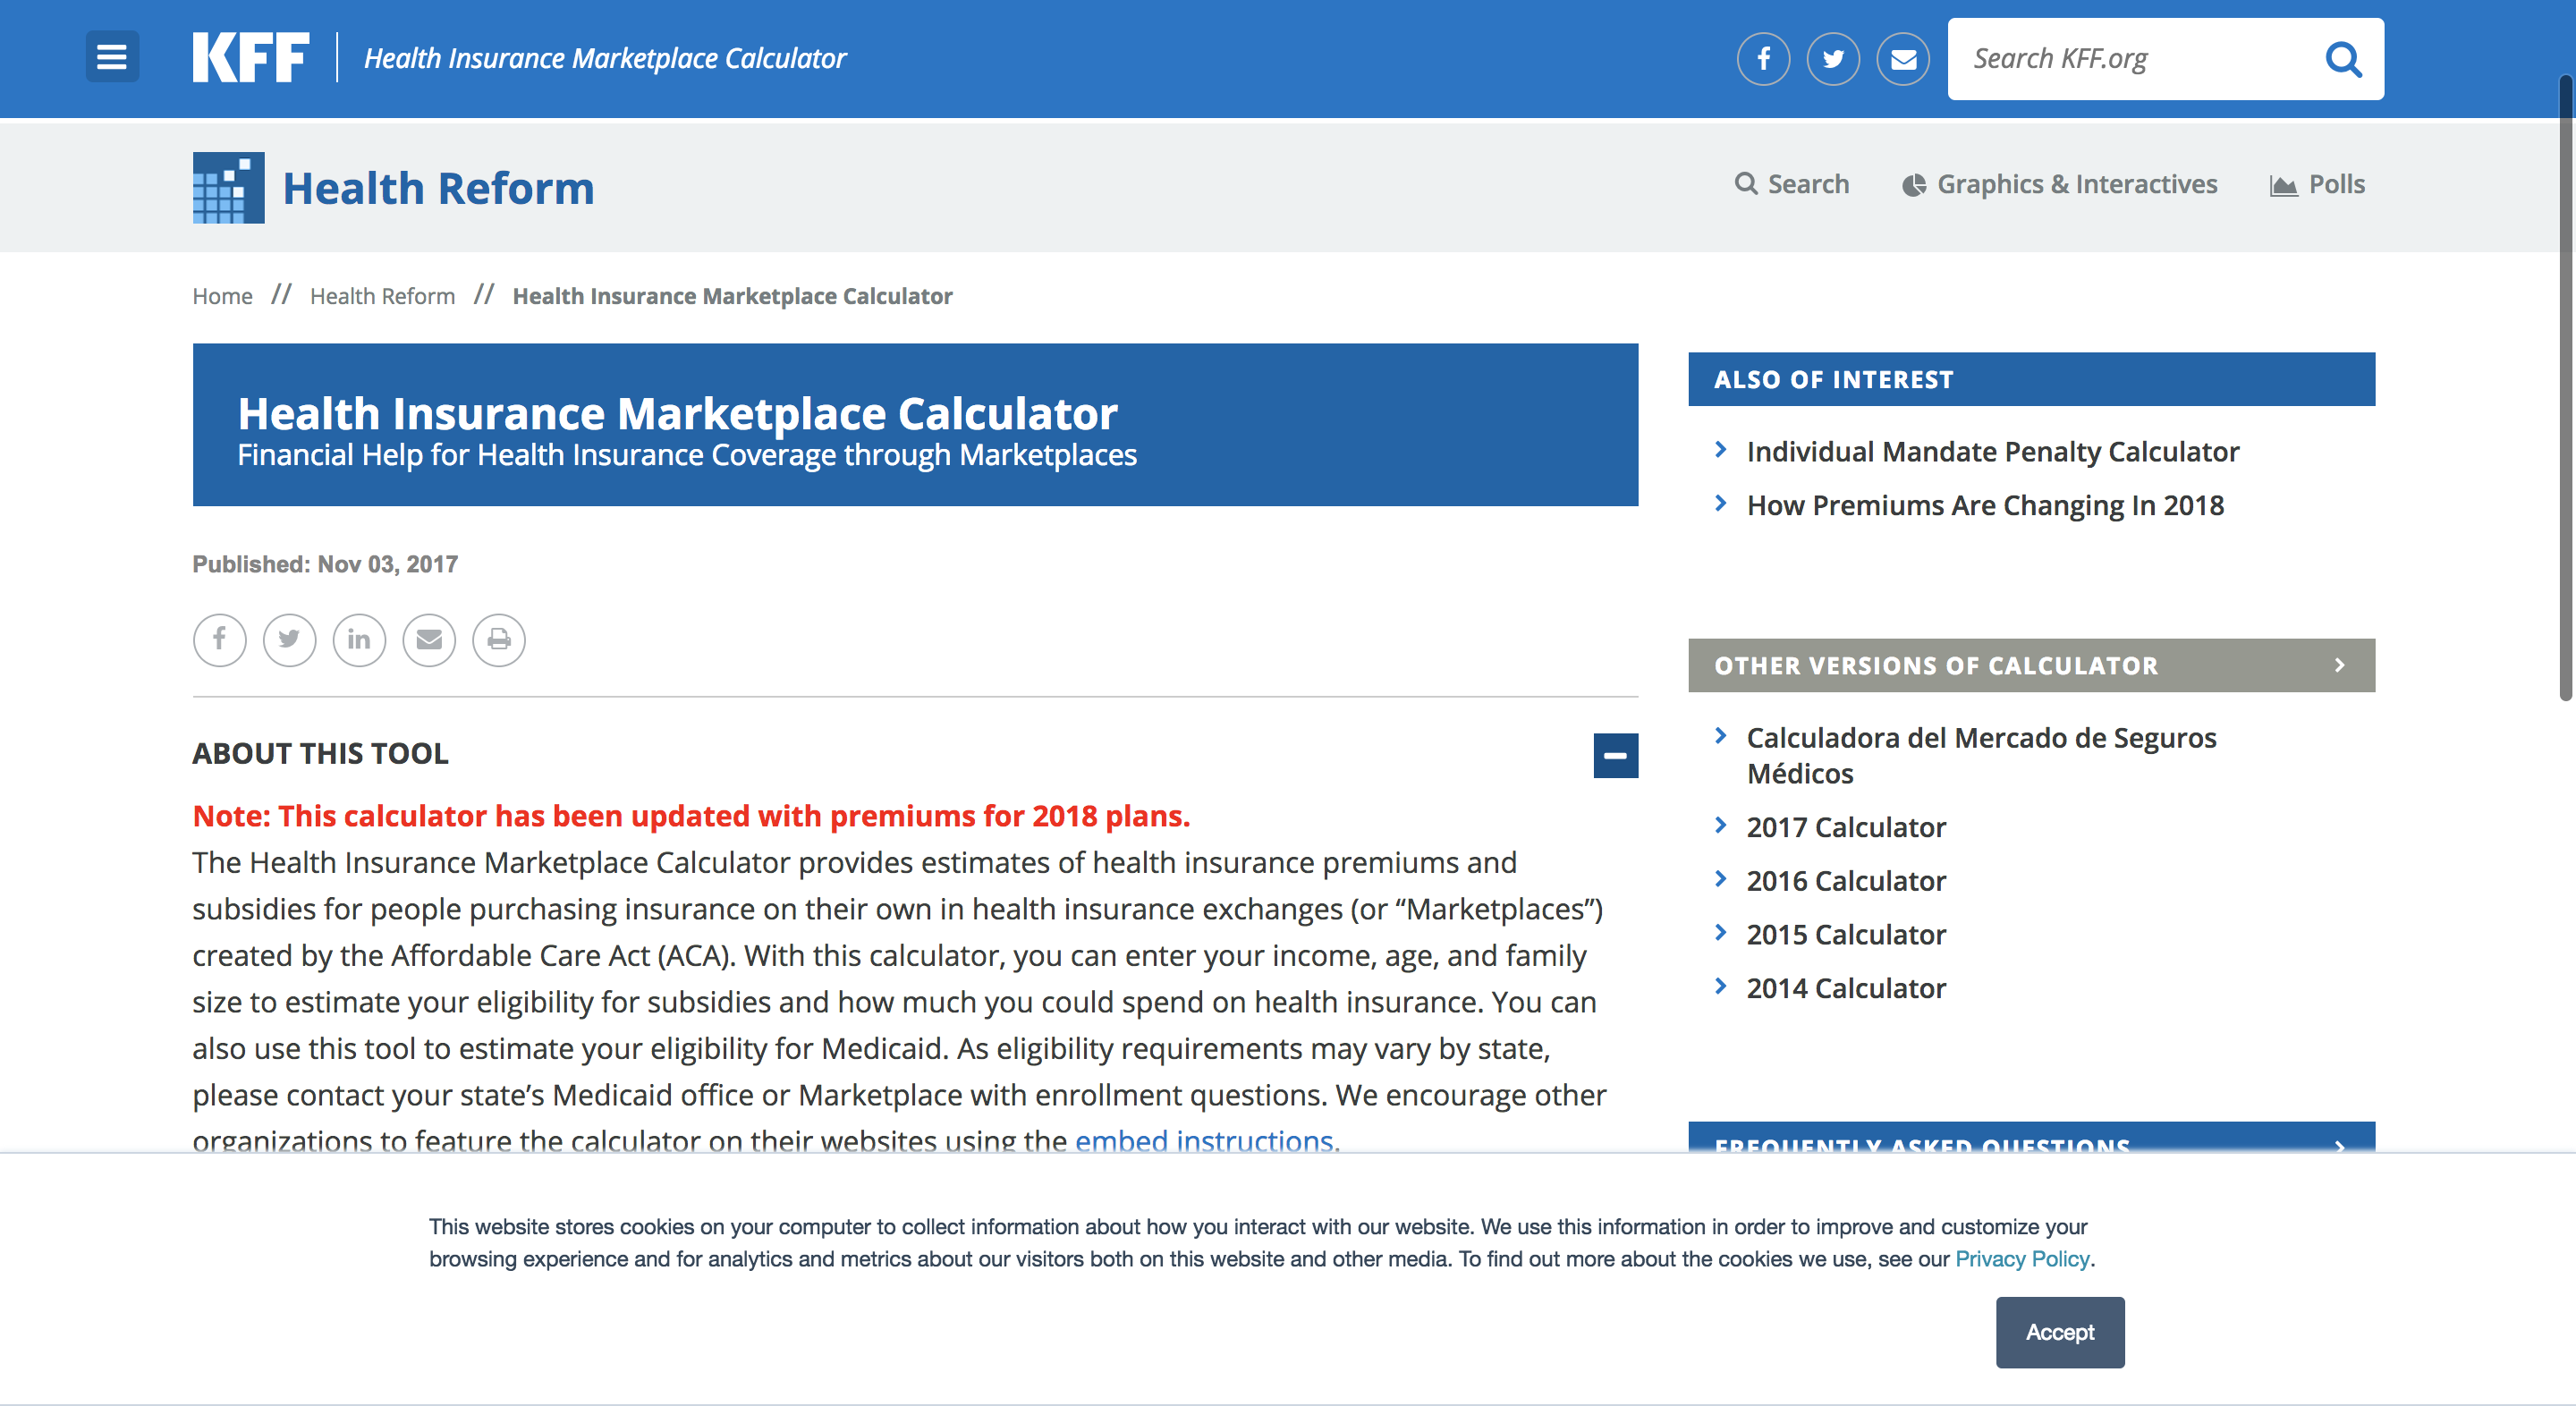 KFF
Health Insurance Marketplace Calculator
Search KFF.org
Health Reform
Search
Graphics & Interactives
Polls
Home // Health Reform // Health Insurance Marketplace Calculator
Health Insurance Marketplace Calculator
Financial Help for Health Insurance Coverage through Marketplaces
Published: Nov 03, 2017
ABOUT THIS TOOL
Note: This calculator has been updated with premiums for 2018 plans.
The Health Insurance Marketplace Calculator provides estimates of health insurance premiums and
subsidies for people purchasing insurance on their own in health insurance exchanges (or “Marketplaces”)
created by the Affordable Care Act (ACA). With this calculator, you can enter your income, age, and family
size to estimate your eligibility for subsidies and how much you could spend on health insurance. You can
also use this tool to estimate your eligibility for Medicaid. As eligibility requirements may vary by state,
please contact your state’s Medicaid office or Marketplace with enrollment questions. We encourage other
organizations to feature the calculator on their websites using the embed instructions.
ALSO OF INTEREST
Individual Mandate Penalty Calculator
How Premiums Are Changing In 2018
OTHER VERSIONS OF CALCULATOR
Calculadora del Mercado de Seguros
Médicos
2017 Calculator
2016 Calculator
2015 Calculator
2014 Calculator
FREQUENTLY ASKED QUESTIONS
This website stores cookies on your computer to collect information about how you interact with our website. We use this information in order to improve and customize your
browsing experience and for analytics and metrics about our visitors both on this website and other media. To find out more about the cookies we use, see our Privacy Policy.
Accept